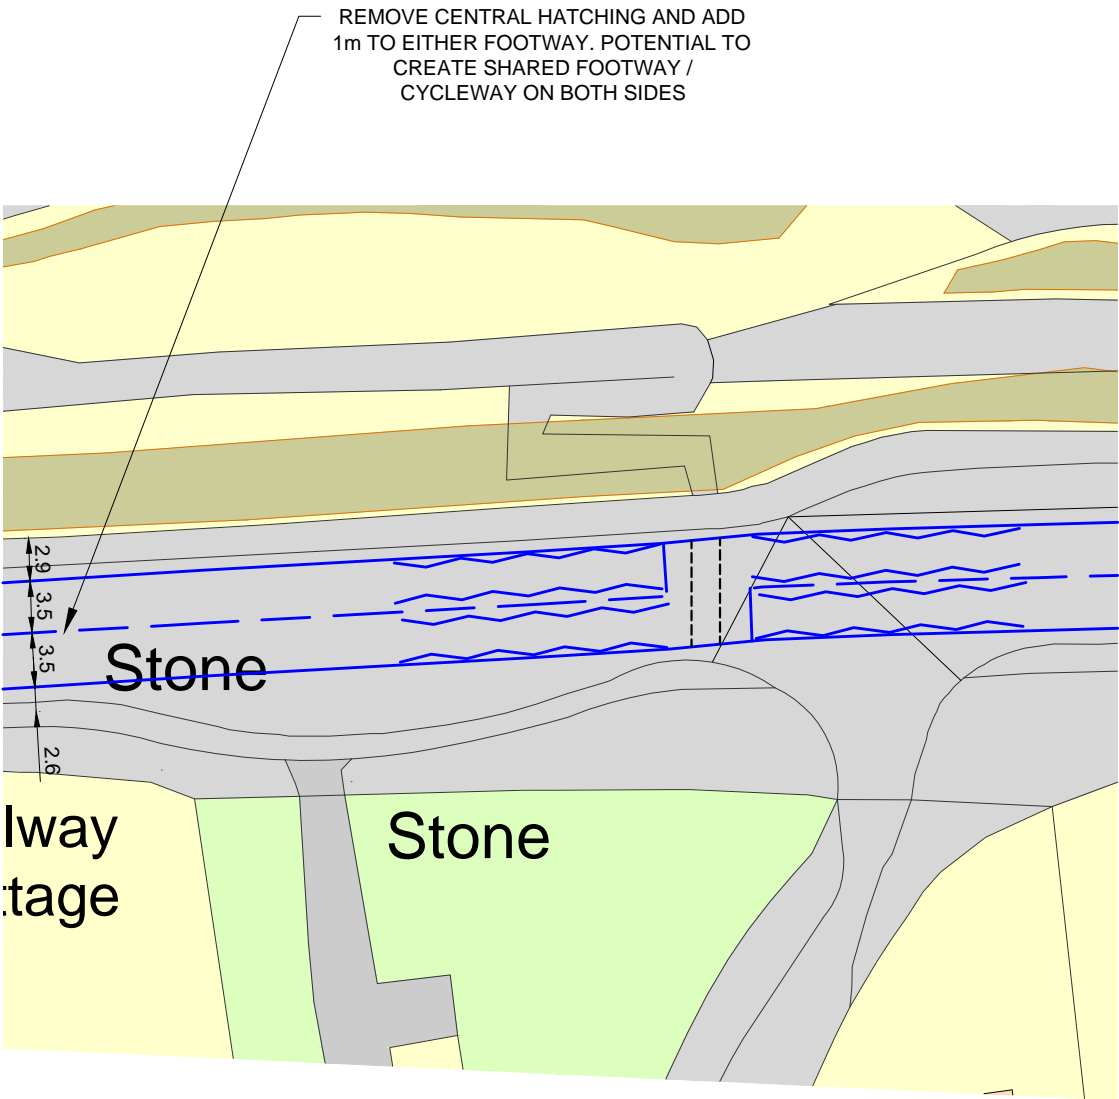 REMOVE CENTRAL HATCHING AND ADD
1m TO EITHER FOOTWAY. POTENTIAL TO
CREATE SHARED FOOTWAY /
CYCLEWAY ON BOTH SIDES
2.9
3.5
3.5
2.6
Stone
Stone
lway
ttage